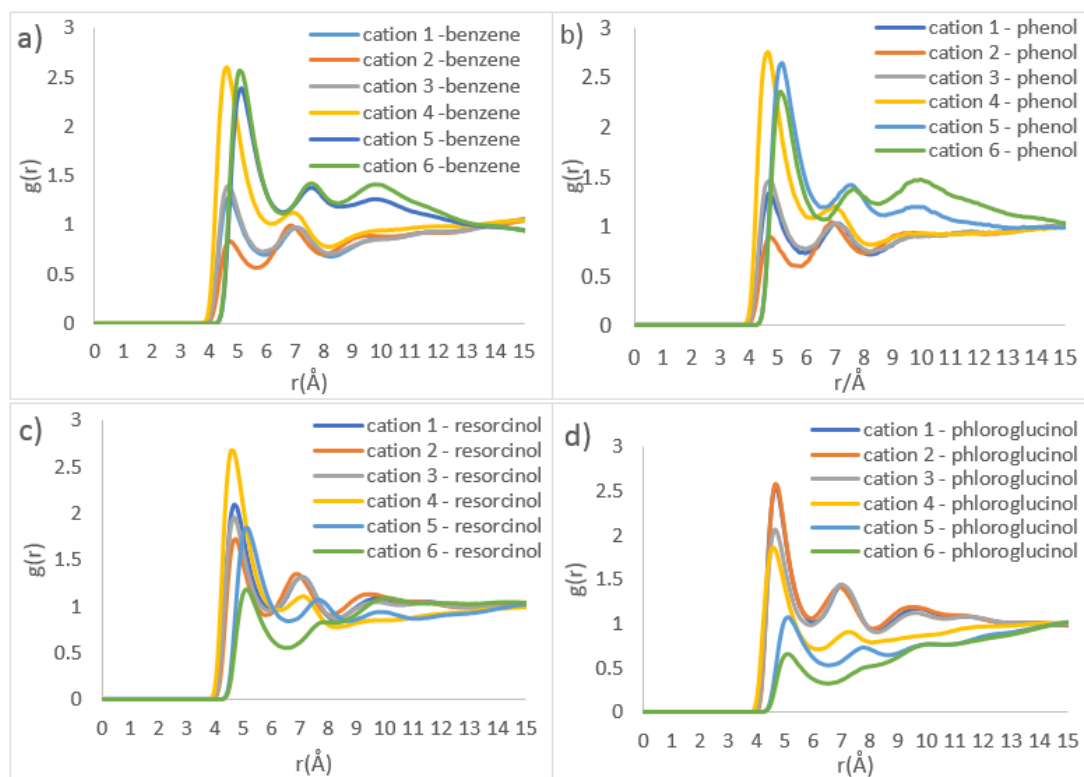 a)
3
2.5
2
1.5
1
0.5
0
g(r)
cation 1 -benzene
cation 2 -benzene
cation 3 -benzene
cation 4 -benzene
cation 5 -benzene
cation 6 -benzene
0 1 2 3 4 5 6 7 8 9 10 11 12 13 14 15
r(Å)
b)
3
2.5
2
1.5
1
0.5
0
g(r)
cation 1 - phenol
cation 2 - phenol
cation 3 - phenol
cation 4 - phenol
cation 5 - phenol
cation 6 - phenol
0 1 2 3 4 5 6 7 8 9 10 11 12 13 14 15
r/Å
c)
3
2.5
2
1.5
1
0.5
0
g(r)
cation 1 - resorcinol
cation 2 - resorcinol
cation 3 - resorcinol
cation 4 - resorcinol
cation 5 - resorcinol
cation 6 - resorcinol
0 1 2 3 4 5 6 7 8 9 10 11 12 13 14 15
r(Å)
d)
3
2.5
2
1.5
1
0.5
0
g(r)
cation 1 - phloroglucinol
cation 2 - phloroglucinol
cation 3 - phloroglucinol
cation 4 - phloroglucinol
cation 5 - phloroglucinol
cation 6 - phloroglucinol
0 1 2 3 4 5 6 7 8 9 10 11 12 13 14 15
r(Å)